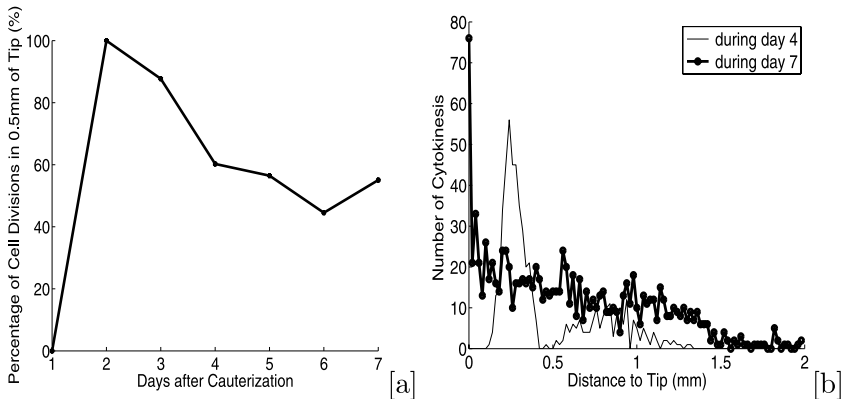 Percentage of Cell Divisions in 0.5mm of Tip (%)
100
80
60
40
20
0
1 2 3 4 5 6 7
Days after Cauterization
[a]
Number of Cytokinesis
80
70
60
50
40
30
20
10
0
0 0.5 1 1.5 2
Distance to Tip (mm)
during day 4
during day 7
[b]